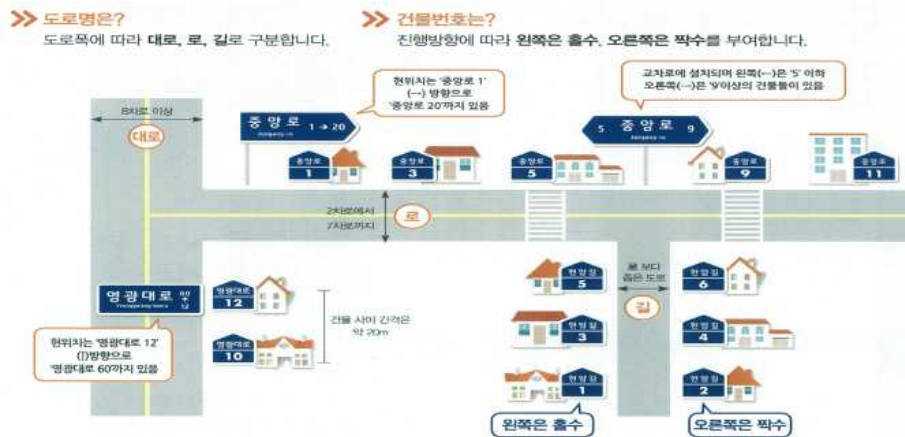 도로명은?
도로폭에 따라 대로, 로, 길로 구분합니다.
건물번호는?
진행방향에 따라 왼쪽은 홀수, 오른쪽은 짝수를 부여합니다.
현위치는 '중앙로 1'
(→) 방향으로
'중앙로 20'까지 있음
교차로에 설치되며 왼쪽(←)은 '5' 이하
오른쪽(→)은 '9'이상의 건물들이 있음
8차로 이상
대로
중앙로 1 → 20
5 중앙로 9
중앙로
1
중앙로
3
중앙로
5
중앙로
9
중앙로
11
2차로에서
7차로까지
로
영광대로 60
12
현위치는 '영광대로 12'
(↑)방향으로
'영광대로 60'까지 있음
영광대로
12
영광대로
10
건물 사이 간격은
약 20m
로 보다
좁은 도로
길
한양길
5
한양길
3
한양길
1
한양길
6
한양길
4
한양길
2
왼쪽은 홀수
오른쪽은 짝수